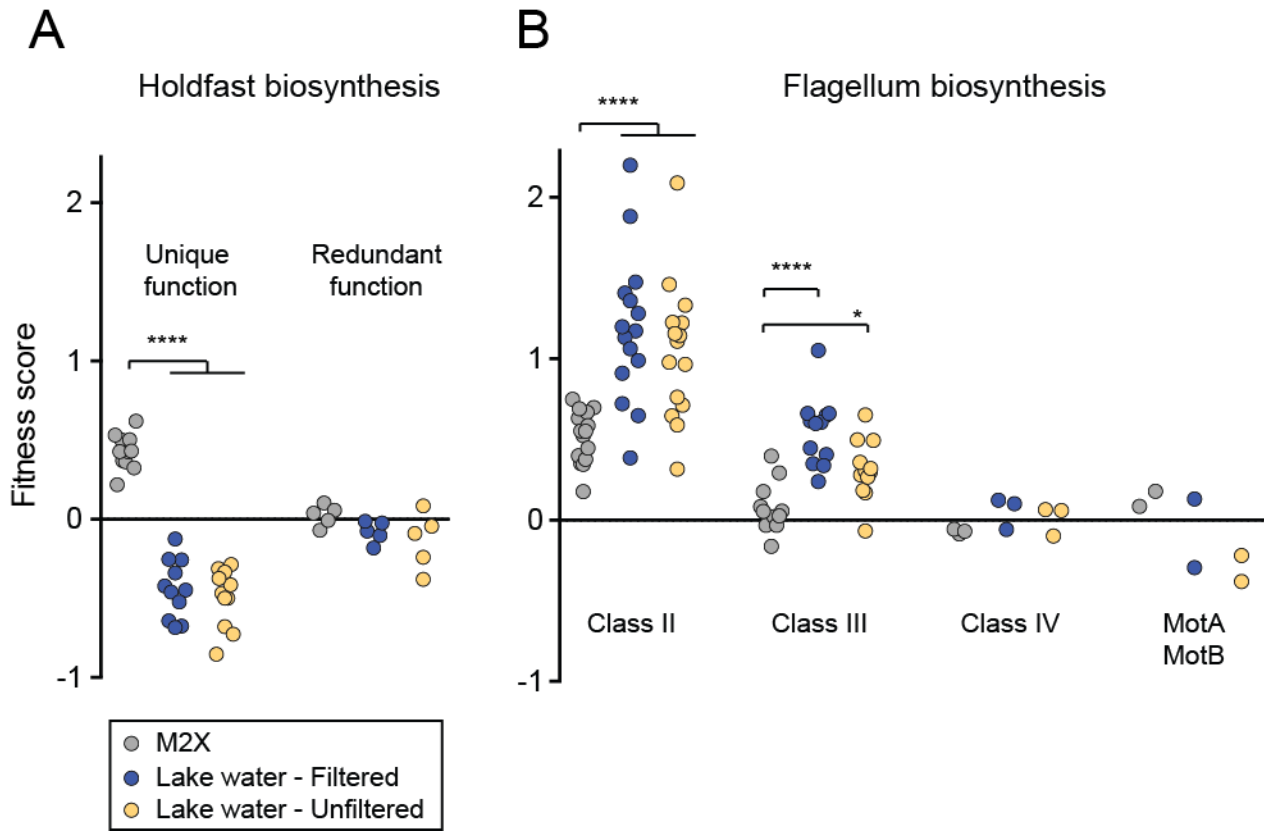 A
Holdfast biosynthesis
Fitness score
2
1
0
-1
Unique
function
Redundant
function
****
M2X
Lake water - Filtered
Lake water - Unfiltered
B
Flagellum biosynthesis
2
1
0
-1
****
****
*
Class II
Class III
Class IV
MotA
MotB